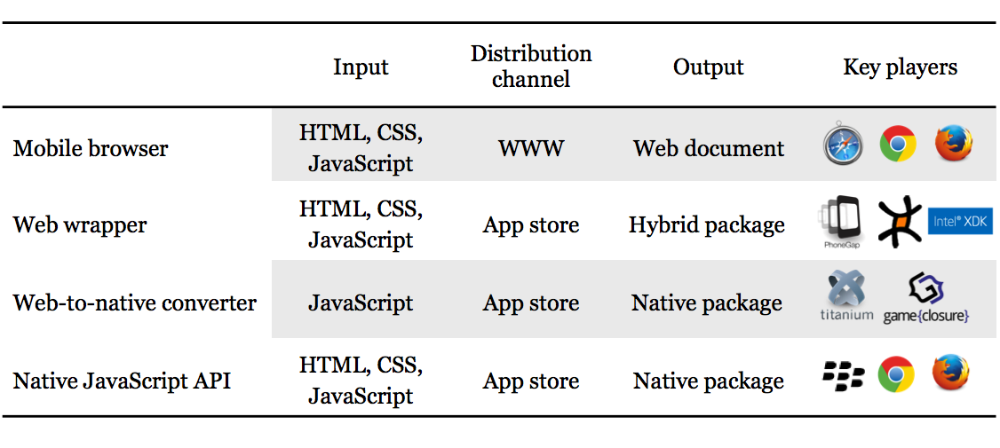 Input
Distribution
channel
Output
Key players
Mobile browser
HTML, CSS,
JavaScript
WWW
Web document
Web wrapper
HTML, CSS,
JavaScript
App store
Hybrid package
PhoneGap
Intel® XDK
Web-to-native converter
JavaScript
App store
Native package
titanium
game{closure}
Native JavaScript API
HTML, CSS,
JavaScript
App store
Native package